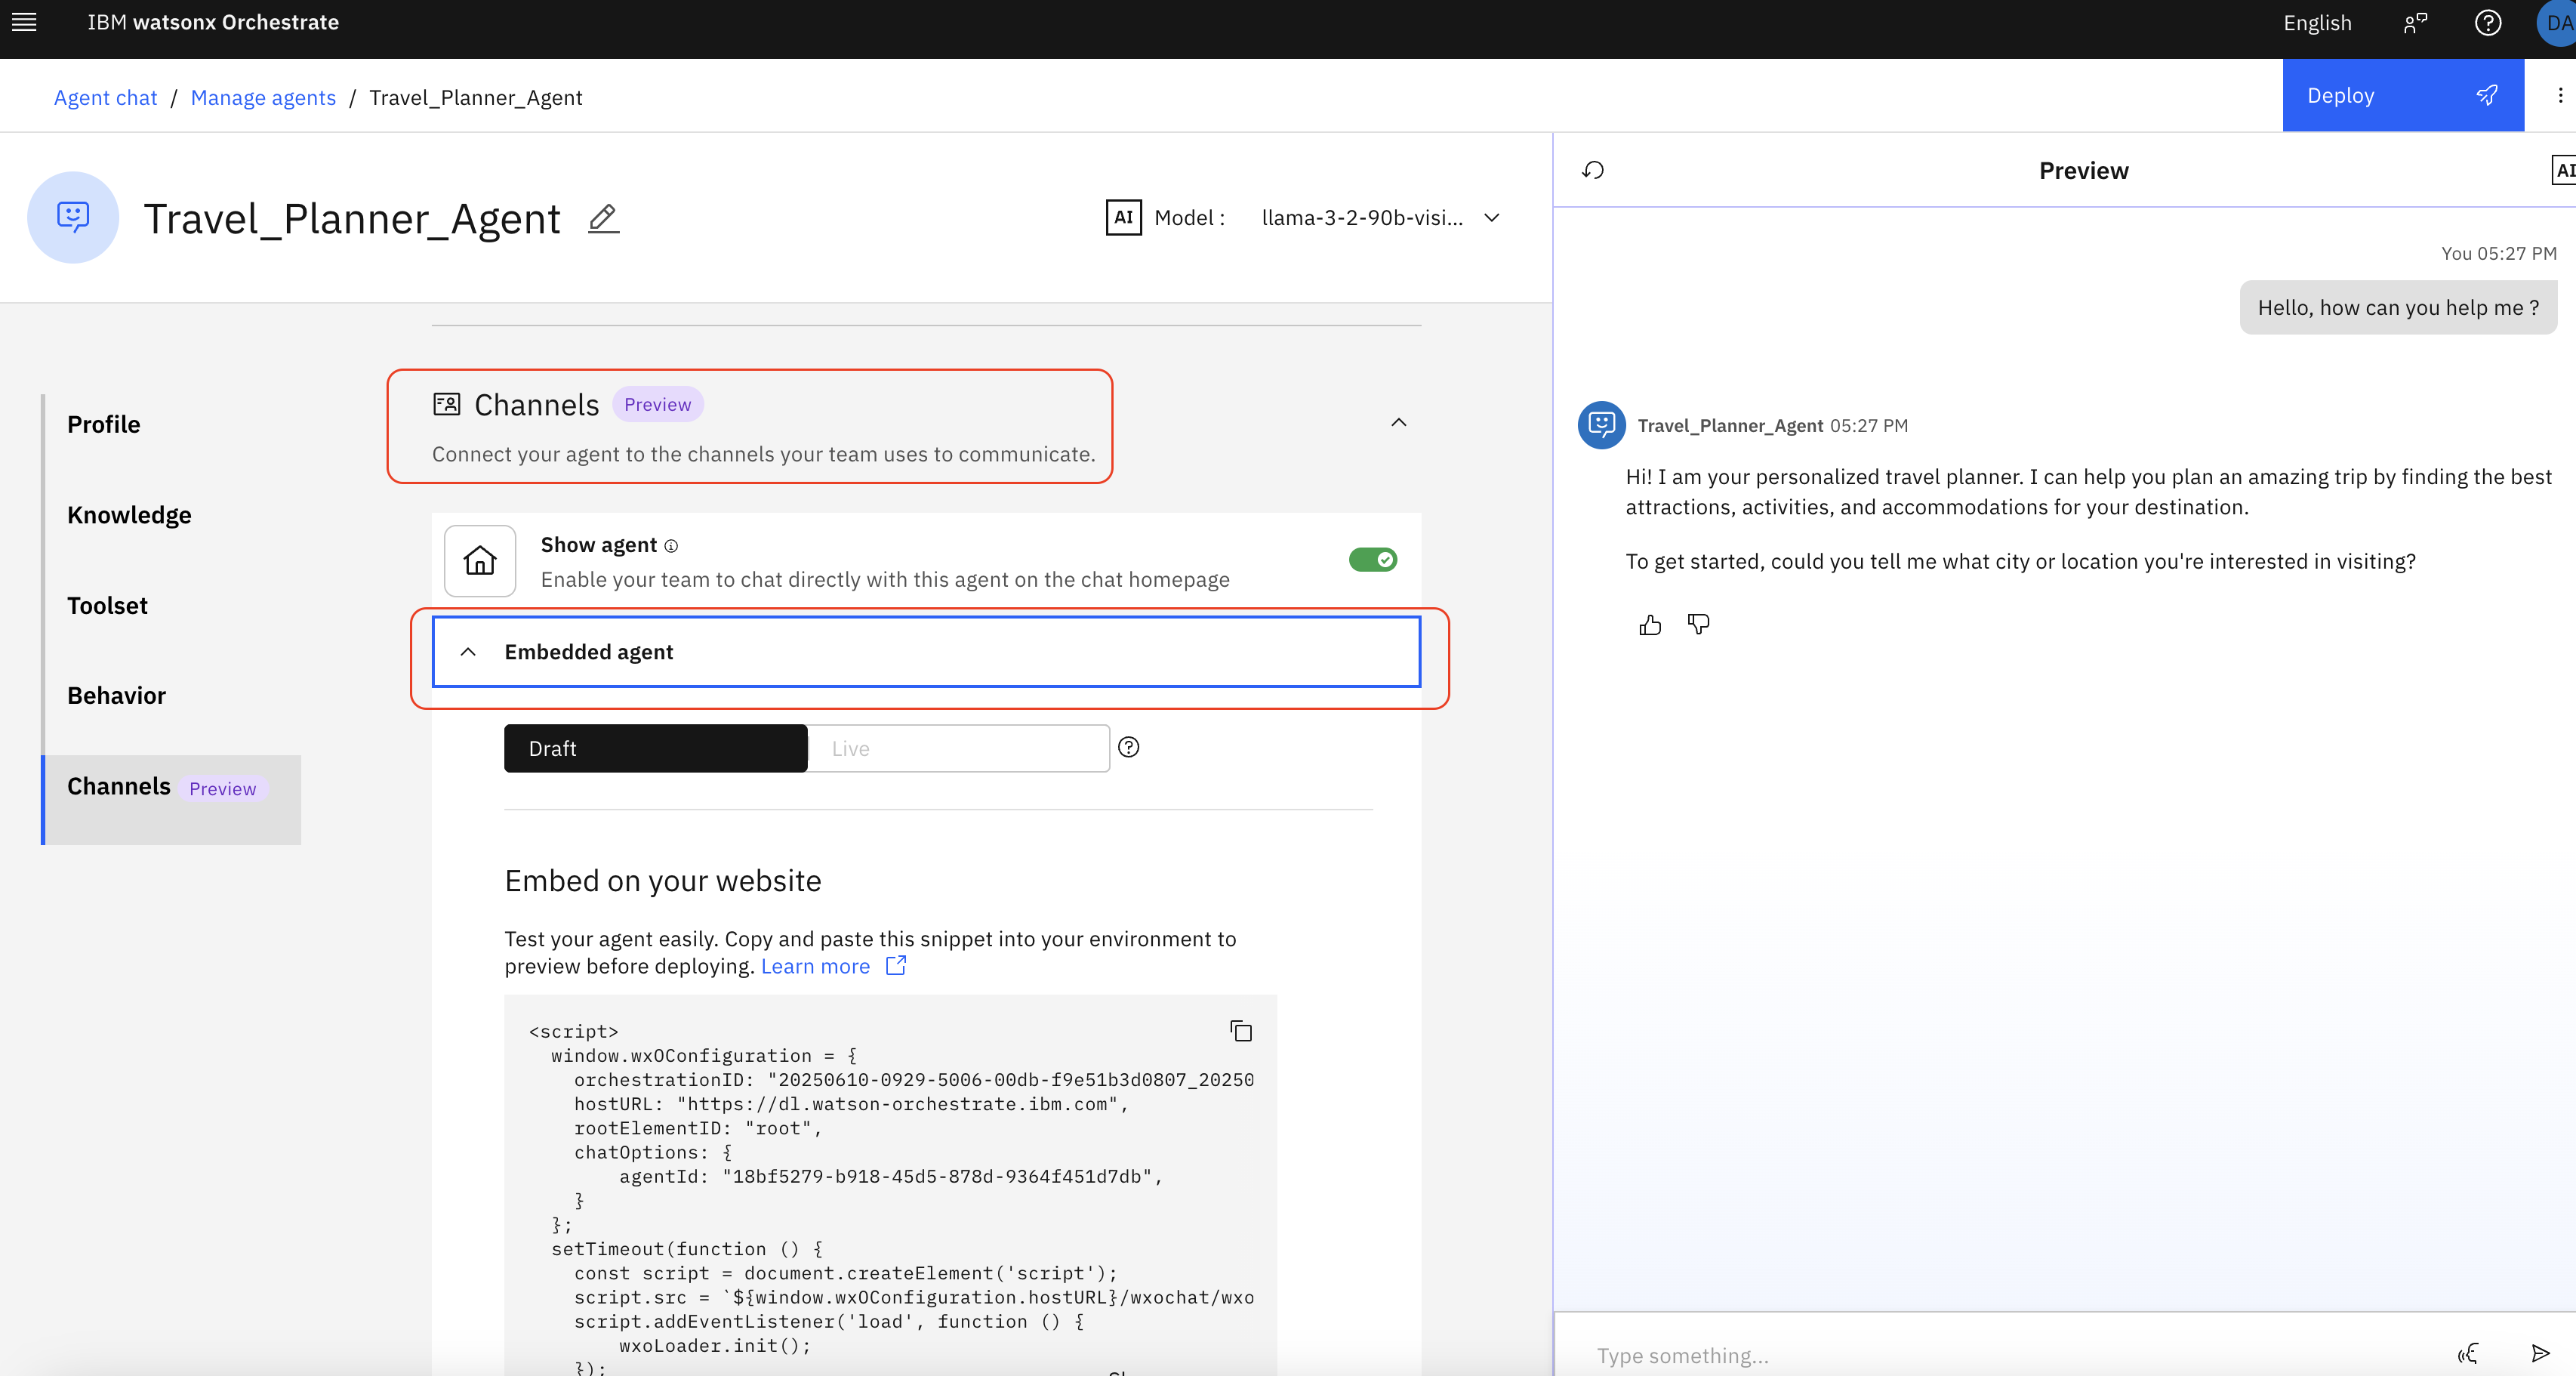 IBM watsonx Orchestrate
English
DA
Agent chat / Manage agents / Travel_Planner_Agent
Deploy
Travel_Planner_Agent
AI Model : llama-3-2-90b-visi...
Profile
Knowledge
Toolset
Behavior
Channels Preview
Channels Preview
Connect your agent to the channels your team uses to communicate.
Show agent
Enable your team to chat directly with this agent on the chat homepage
Embedded agent
Draft
Live
Embed on your website
Test your agent easily. Copy and paste this snippet into your environment to
preview before deploying. Learn more
<script>
window.wxOConfiguration = {
orchestrationID: "20250610-0929-5006-00db-f9e51b3d0807_20250
hostURL: "https://dl.watson-orchestrate.ibm.com",
rootElementID: "root",
chatOptions: {
agentId: "18bf5279-b918-45d5-878d-9364f451d7db",
}
};
setTimeout(function () {
const script = document.createElement('script');
script.src = `${window.wxOConfiguration.hostURL}/wxochat/wxo
script.addEventListener('load', function () {
wxoLoader.init();
});
Preview
AI
You 05:27 PM
Hello, how can you help me ?
Travel_Planner_Agent 05:27 PM
Hi! I am your personalized travel planner. I can help you plan an amazing trip by finding the best
attractions, activities, and accommodations for your destination.
To get started, could you tell me what city or location you're interested in visiting?
Type something...